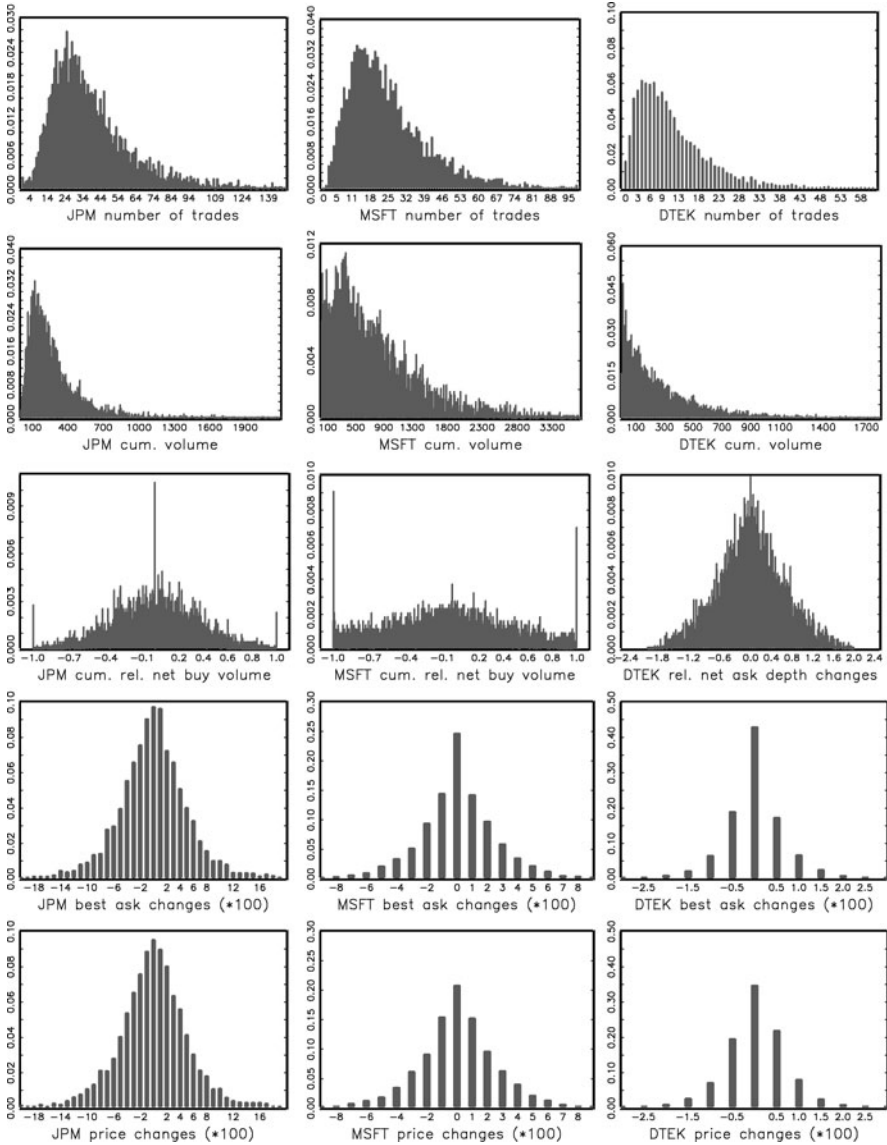 0.000 0.006 0.012 0.018 0.024 0.030
4 14 24 34 44 54 64 74 84 94 109 124 139
JPM number of trades
0.000 0.008 0.016 0.024 0.032 0.040
0 5 11 18 25 32 39 46 53 60 67 74 81 88 95
MSFT number of trades
0.00 0.02 0.04 0.06 0.08 0.10
0 3 6 9 13 18 23 28 33 38 43 48 53 58
DTEK number of trades
0.000 0.008 0.016 0.024 0.032 0.040
100 400 700 1000 1300 1600 1900
JPM cum. volume
0.000 0.004 0.008 0.012
100 500 900 1300 1800 2300 2800 3300
MSFT cum. volume
0.000 0.015 0.030 0.045 0.060
100 300 500 700 900 1100 1400 1700
DTEK cum. volume
0.000 0.003 0.006 0.009
-1.0 -0.7 -0.4 -0.1 0.2 0.4 0.6 0.8 1.0
JPM cum. rel. net buy volume
0.000 0.002 0.004 0.006 0.008 0.010
-1.0 -0.7 -0.4 -0.1 0.2 0.4 0.6 0.8 1.0
MSFT cum. rel. net buy volume
0.000 0.002 0.004 0.006 0.008 0.010
-2.4 -1.8 -1.2 -0.6 0.0 0.4 0.8 1.2 1.6 2.0 2.4
DTEK rel. net ask depth changes
0.00 0.02 0.04 0.06 0.08 0.10
-18 -14 -10 -6 -2 2 4 6 8 12 16
JPM best ask changes (*100)
0.00 0.05 0.10 0.15 0.20 0.25 0.30
-8 -6 -4 -2 0 1 2 3 4 5 6 7 8
MSFT best ask changes (*100)
0.00 0.10 0.20 0.30 0.40 0.50
-2.5 -1.5 -0.5 0.5 1.0 1.5 2.0 2.5
DTEK best ask changes (*100)
0.00 0.02 0.04 0.06 0.08 0.10
-18 -14 -10 -6 -2 2 4 6 8 12 16
JPM price changes (*100)
0.00 0.05 0.10 0.15 0.20 0.25 0.30
-8 -6 -4 -2 0 1 2 3 4 5 6 7 8
MSFT price changes (*100)
0.00 0.10 0.20 0.30 0.40 0.50
-2.5 -1.5 -0.5 0.5 1.0 1.5 2.0 2.5
DTEK price changes (*100)